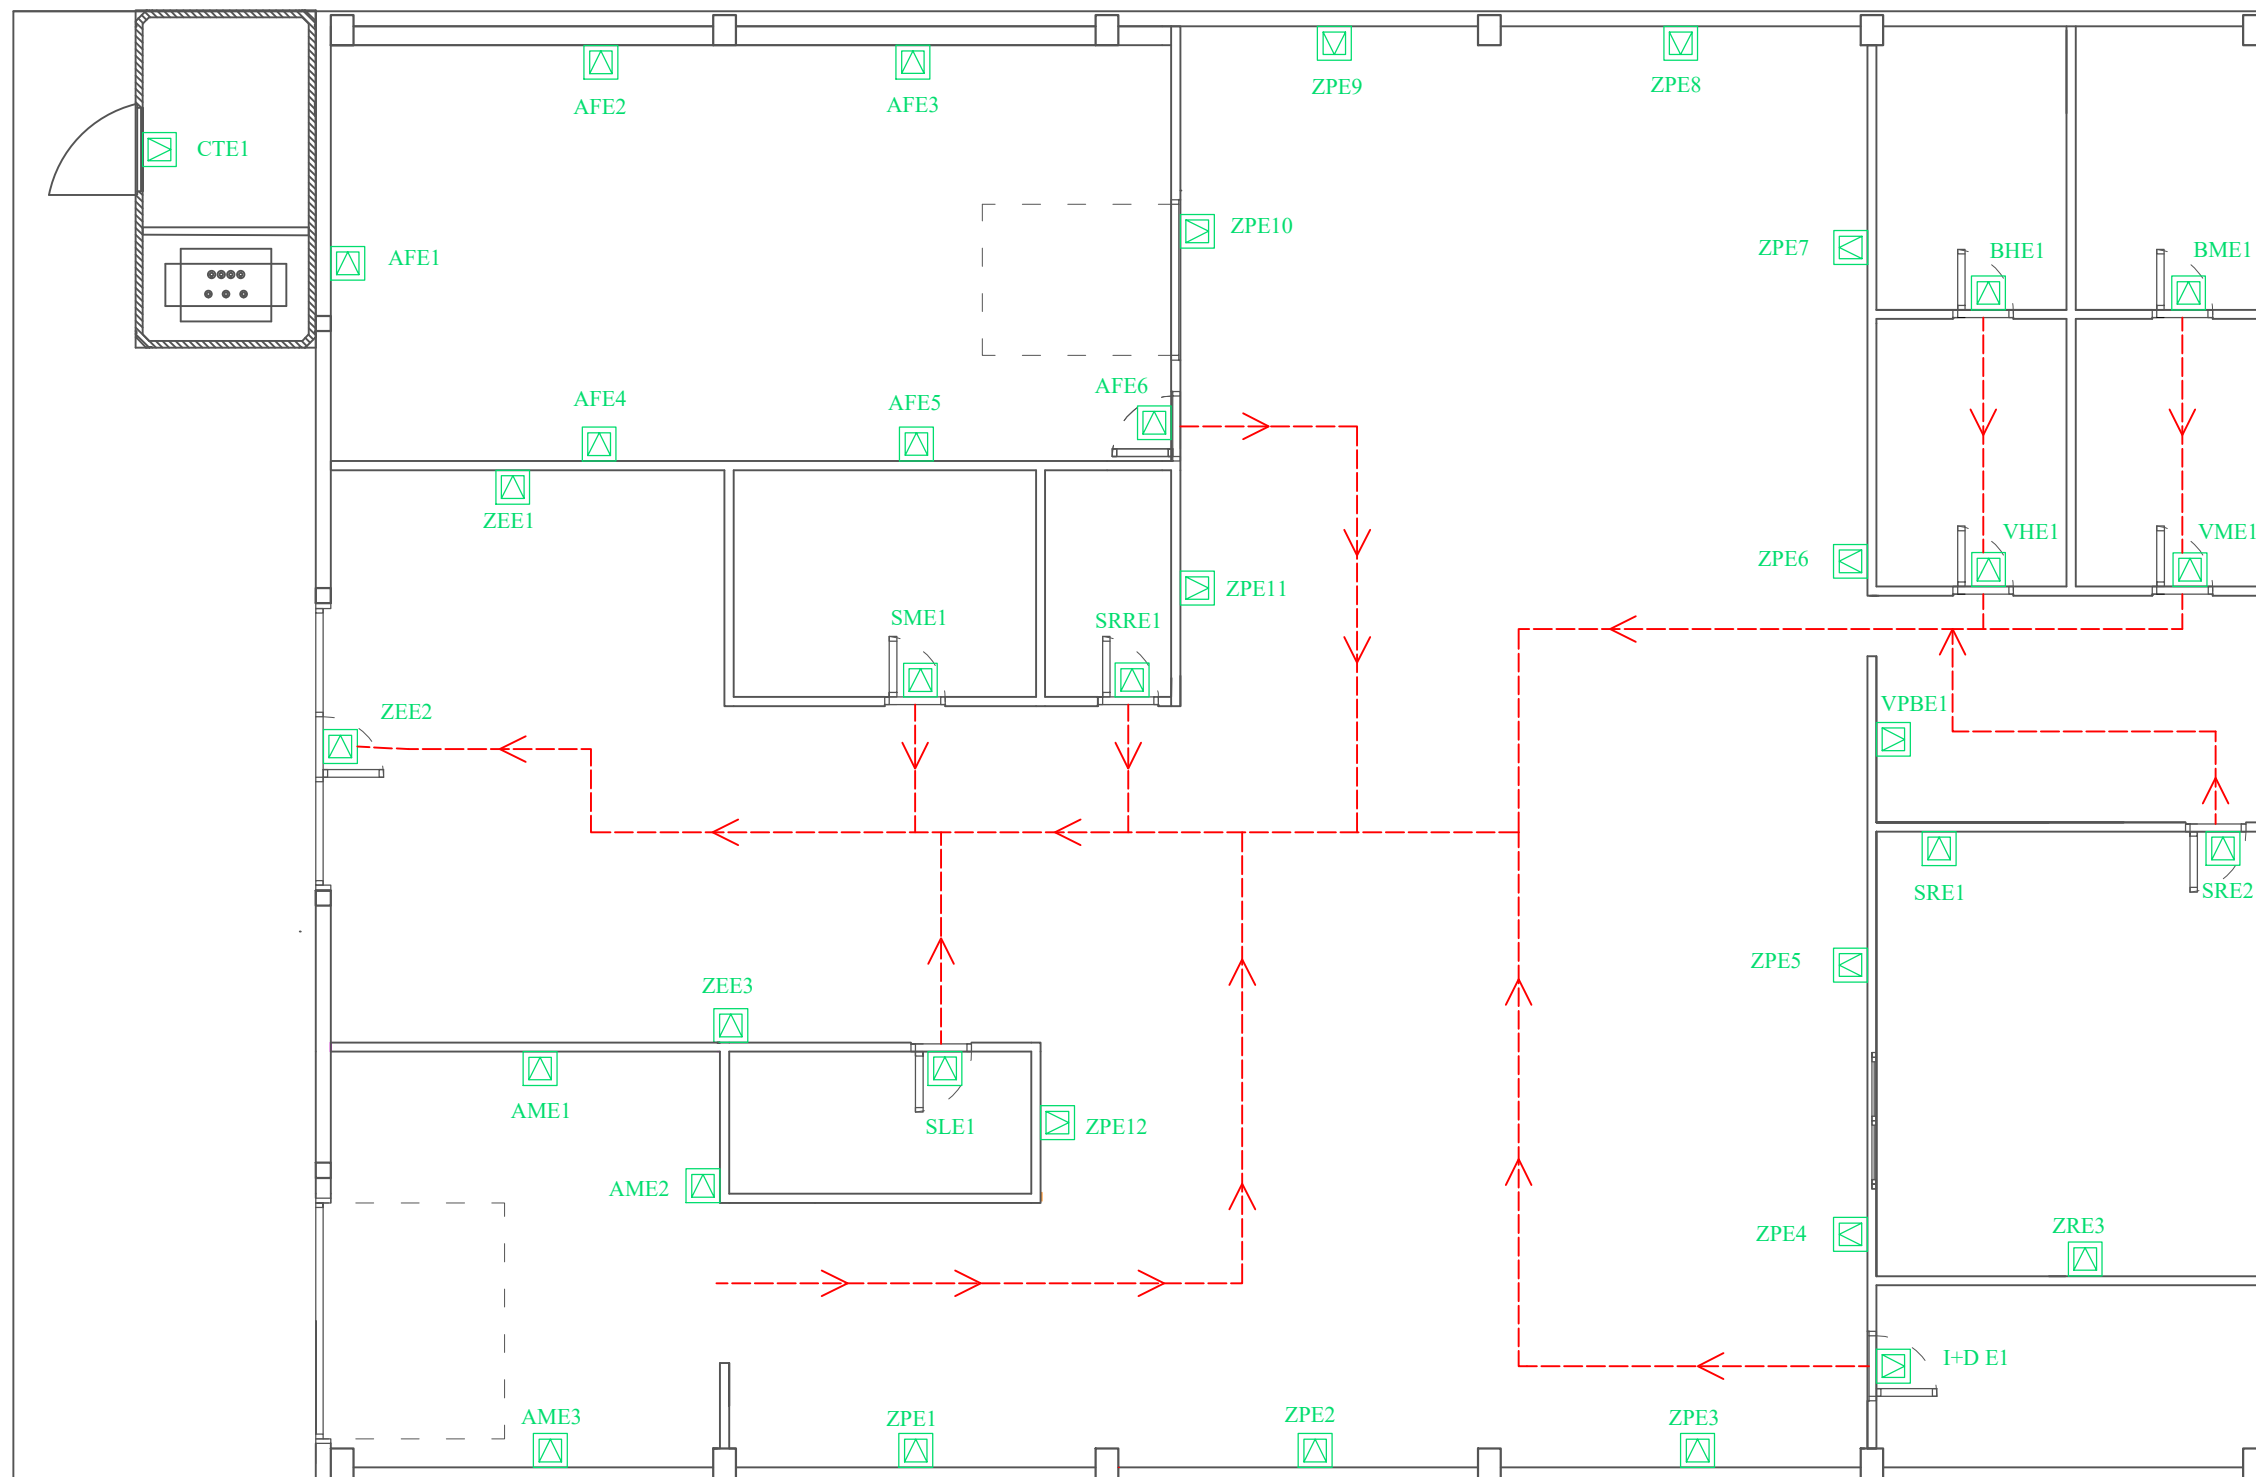 ZPE9
ZPE8
AFE2
AFE3
CTE1
ZPE10
ZPE7
BHE1
BME1
AFE1
AFE6
AFE4
AFE5
ZEE1
VHE1
VME1
ZPE6
ZPE11
SME1
SRRE1
VPBE1
ZEE2
SRE1
SRE2
ZPE5
ZEE3
AME1
SLE1
ZPE12
AME2
ZRE3
ZPE4
I+D E1
AME3
ZPE1
ZPE2
ZPE3